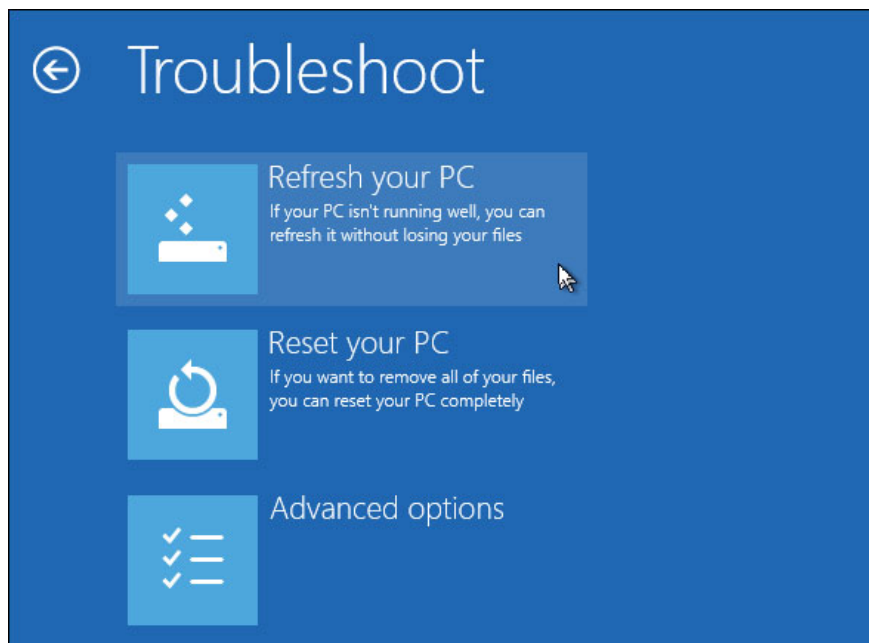 Troubleshoot
Refresh your PC
If your PC isn't running well, you can
refresh it without losing your files
Reset your PC
If you want to remove all of your files,
you can reset your PC completely
Advanced options